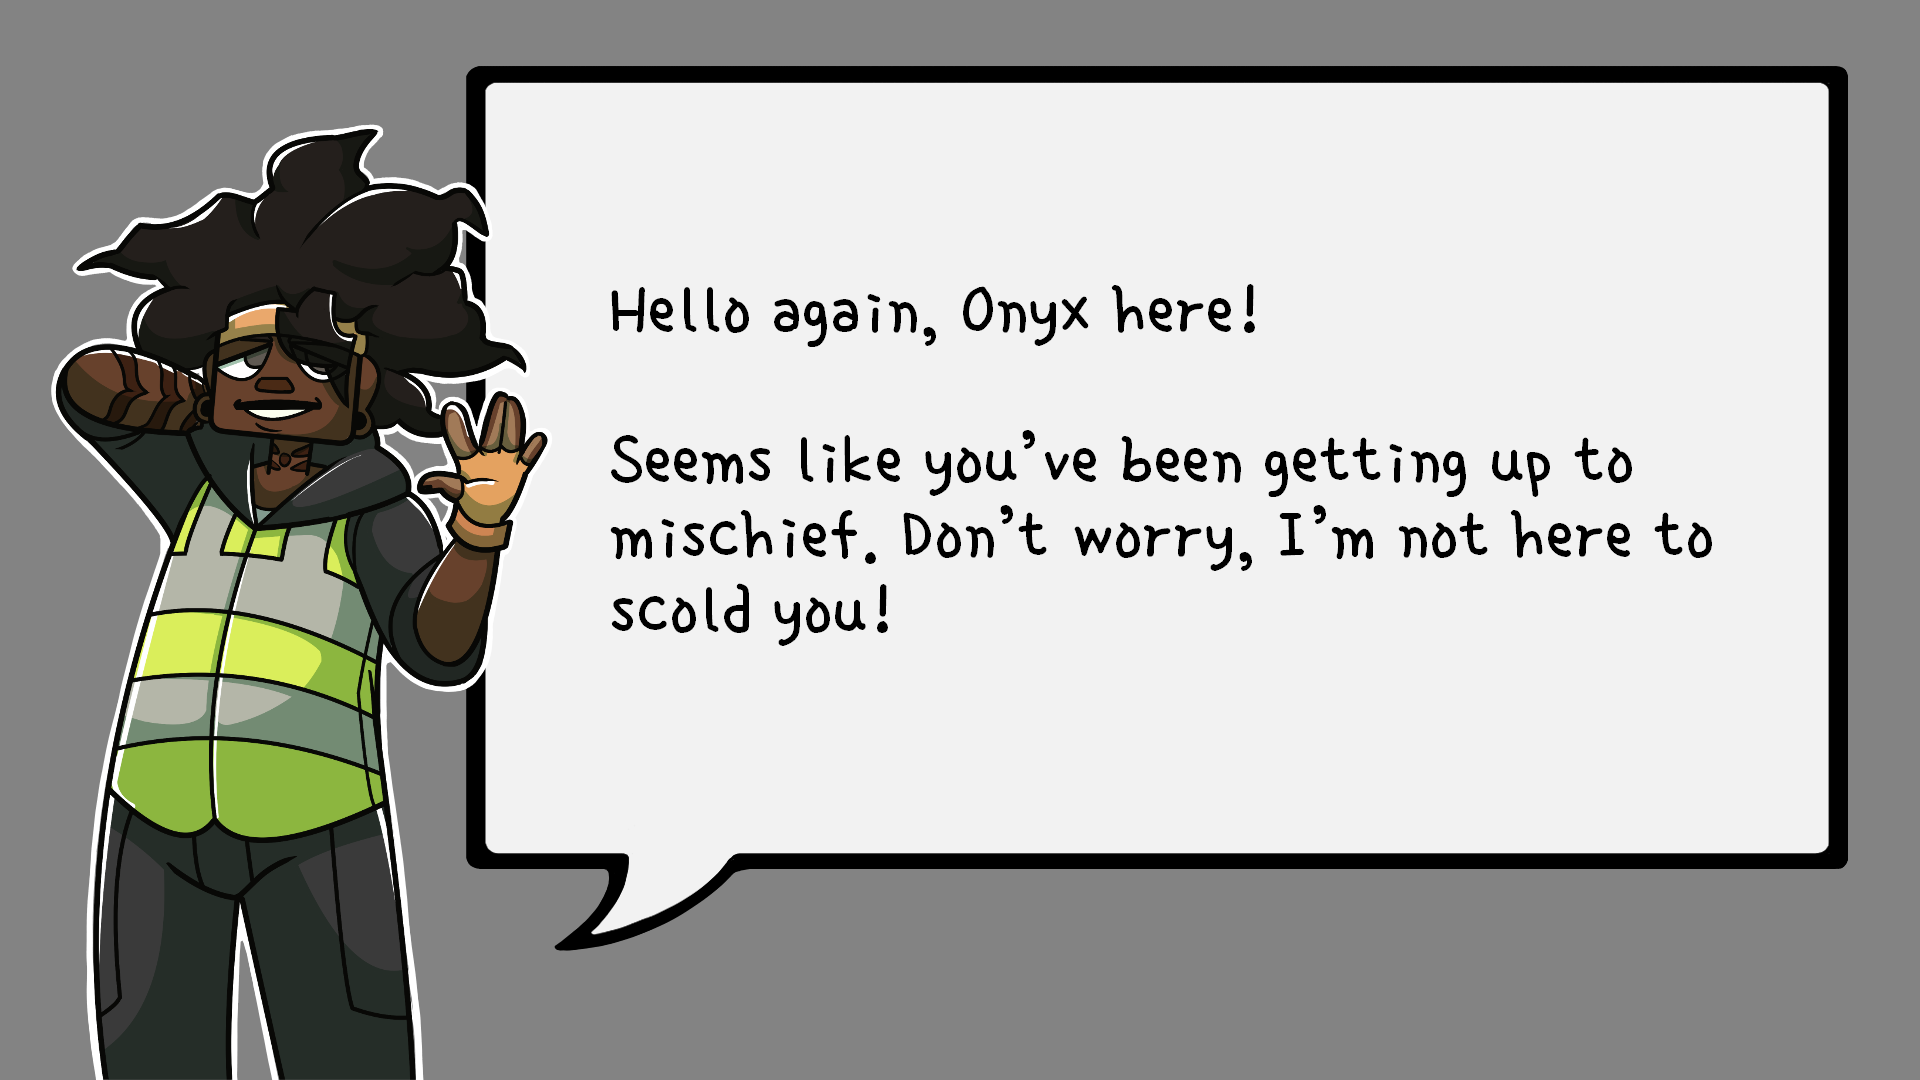 Hello again, Onyx here!
Seems like you’ve been getting up to
mischief. Don’t worry, I’m not here to
scold you!